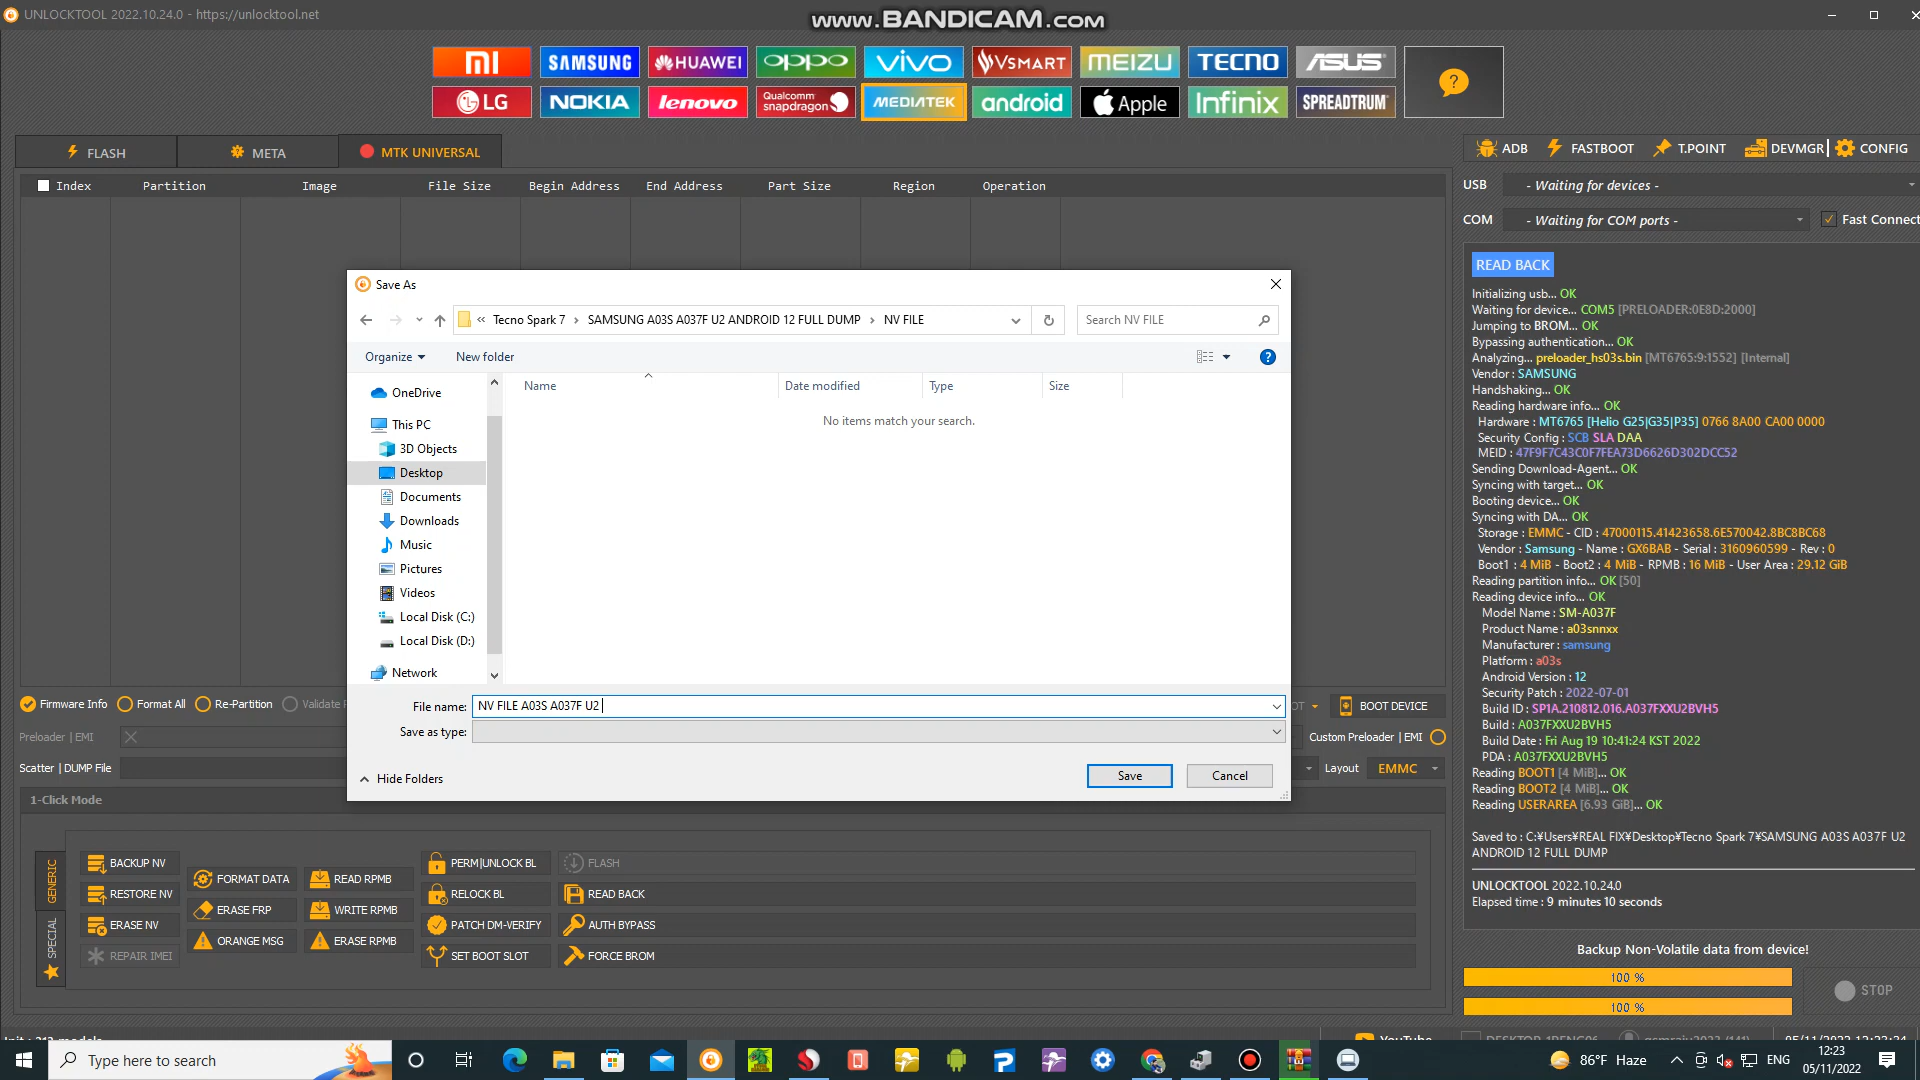 UNLOCKTOOL 2022.10.24.0 - https://unlocktool.net
www.BANDICAM.com
MI SAMSUNG HUAWEI OPPO VIVO VSMART MEIZU TECNO ASUS ?
LG NOKIA lenovo Qualcomm snapdragon MEDIATEK android Apple Infinix SPREADTRUM
FLASH META MTK UNIVERSAL
ADB FASTBOOT T.POINT DEVMGR CONFIG
Index Partition Image File Size Begin Address End Address Part Size Region Operation
USB - Waiting for devices -
COM - Waiting for COM ports - Fast Connect
Save As
« Tecno Spark 7 › SAMSUNG A03S A037F U2 ANDROID 12 FULL DUMP › NV FILE
Search NV FILE
Organize New folder ?
Name Date modified Type Size
No items match your search.
OneDrive
This PC
3D Objects
Desktop
Documents
Downloads
Music
Pictures
Videos
Local Disk (C:)
Local Disk (D:)
Network
File name: NV FILE A03S A037F U2
Save as type:
Hide Folders
Save Cancel
READ BACK
Initializing usb... OK
Waiting for device... COM5 [PRELOADER:0E8D:2000]
Jumping to BROM... OK
Bypassing authentication... OK
Analyzing... preloader_hs03s.bin [MT6765:9:1552] [Internal]
Vendor : SAMSUNG
Handshaking... OK
Reading hardware info... OK
Hardware : MT6765 [Helio G25|G35|P35] 0766 8A00 CA00 0000
Security Config : SCB SLA DAA
MEID : 47F9F7C43C0F7FEA73D6626D302DCC52
Sending Download-Agent... OK
Syncing with target... OK
Booting device... OK
Syncing with DA... OK
Storage : EMMC - CID : 47000115.41423658.6E570042.8BC8BC68
Vendor : Samsung - Name : GX6BAB - Serial : 3160960599 - Rev : 0
Boot1 : 4 MiB - Boot2 : 4 MiB - RPMB : 16 MiB - User Area : 29.12 GiB
Reading partition info... OK [50]
Reading device info... OK
Model Name : SM-A037F
Product Name : a03snnxx
Manufacturer : samsung
Platform : a03s
Android Version : 12
Security Patch : 2022-07-01
Build ID : SP1A.210812.016.A037FXXU2BVH5
Build : A037FXXU2BVH5
Build Date : Fri Aug 19 10:41:24 KST 2022
PDA : A037FXXU2BVH5
Reading BOOT1 [4 MiB]... OK
Reading BOOT2 [4 MiB]... OK
Reading USERAREA [6.93 GiB]... OK
Saved to : C:¥Users¥REAL FIX¥Desktop¥Tecno Spark 7¥SAMSUNG A03S A037F U2
ANDROID 12 FULL DUMP
UNLOCKTOOL 2022.10.24.0
Elapsed time : 9 minutes 10 seconds
Firmware Info Format All Re-Partition Validate
BOOT DEVICE
Preloader | EMI
Custom Preloader | EMI
Scatter | DUMP File
Layout EMMC
1-Click Mode
GENERIC
SPECIAL
BACKUP NV
RESTORE NV
ERASE NV
REPAIR IMEI
FORMAT DATA
ERASE FRP
ORANGE MSG
READ RPMB
WRITE RPMB
ERASE RPMB
PERM|UNLOCK BL
RELOCK BL
PATCH DM-VERIFY
SET BOOT SLOT
FLASH
READ BACK
AUTH BYPASS
FORCE BROM
Backup Non-Volatile data from device!
100 %
100 %
STOP
YouTube
Type here to search
86°F Haze ENG
12:23
05/11/2022